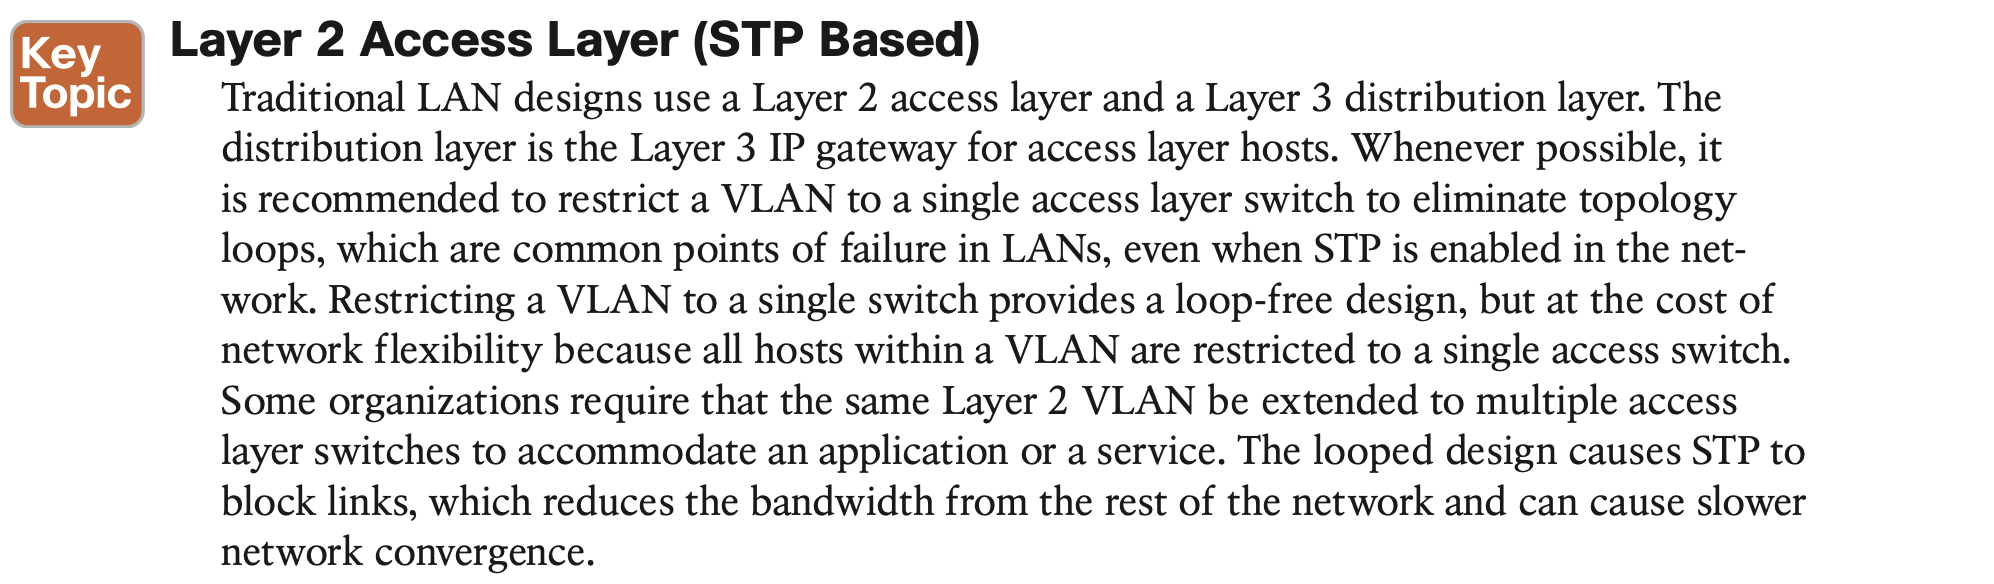 Key
Topic
Layer 2 Access Layer (STP Based)
Traditional LAN designs use a Layer 2 access layer and a Layer 3 distribution layer. The
distribution layer is the Layer 3 IP gateway for access layer hosts. Whenever possible, it
is recommended to restrict a VLAN to a single access layer switch to eliminate topology
loops, which are common points of failure in LANs, even when STP is enabled in the net-
work. Restricting a VLAN to a single switch provides a loop-free design, but at the cost of
network flexibility because all hosts within a VLAN are restricted to a single access switch.
Some organizations require that the same Layer 2 VLAN be extended to multiple access
layer switches to accommodate an application or a service. The looped design causes STP to
block links, which reduces the bandwidth from the rest of the network and can cause slower
network convergence.